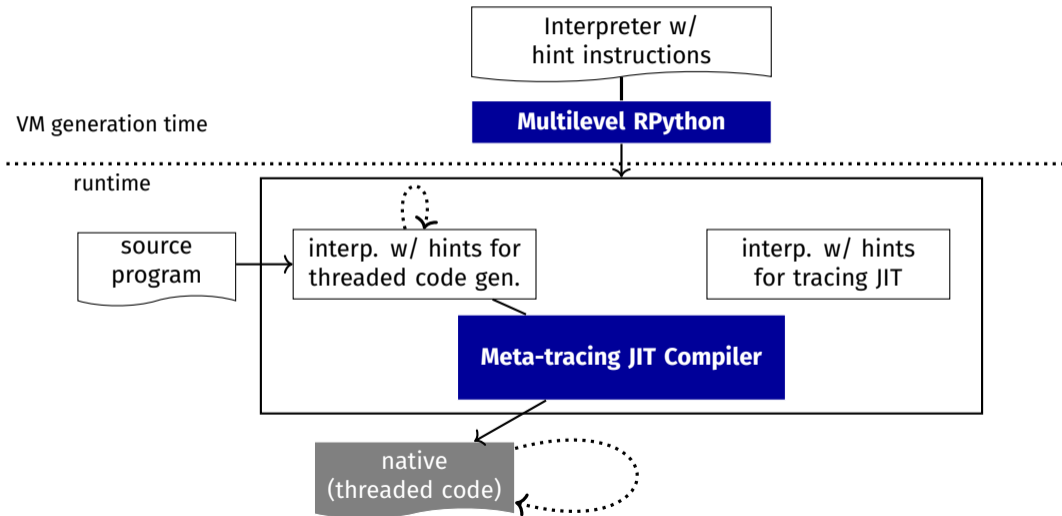 Interpreter w/
hint instructions
Multilevel RPython
VM generation time
runtime
source
program
interp. w/ hints for
threaded code gen.
interp. w/ hints
for tracing JIT
Meta-tracing JIT Compiler
native
(threaded code)